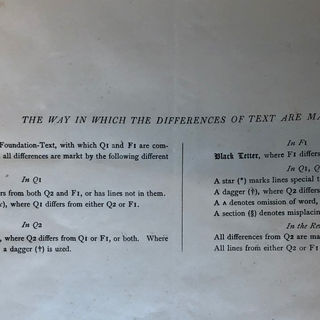 THE WAY IN WHICH THE DIFFERENCES OF TEXT ARE MA
Foundation-Text, with which Q1 and F1 are com-
all differences are markt by the following different
In Q1
rs from both Q2 and F1, or has lines not in them.
), where Q1 differs from either Q2 or F1.
In Q2
, where Q2 differs from Q1 or F1, or both. Where
a dagger (†) is used.
In F1
Black Letter, where F1 differs
In Q1, Q
A star (*) marks lines special t
A dagger (†), where Q2 differs
A ∧ denotes omission of word,
A section (§) denotes misplacin
In the Re
All differences from Q2 are ma
All lines from either Q2 or F1